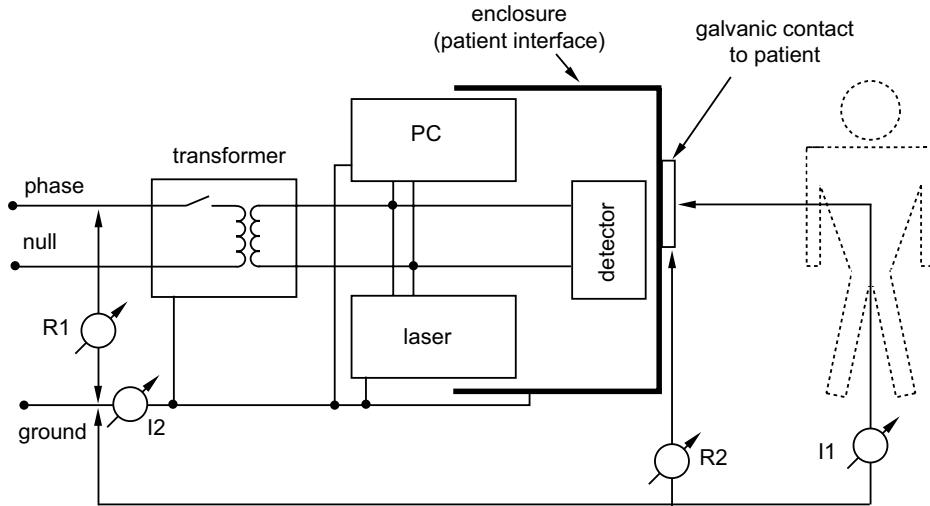 enclosure
(patient interface)
galvanic contact
to patient
PC
transformer
phase
null
detector
R1
laser
I2
ground
R2
I1